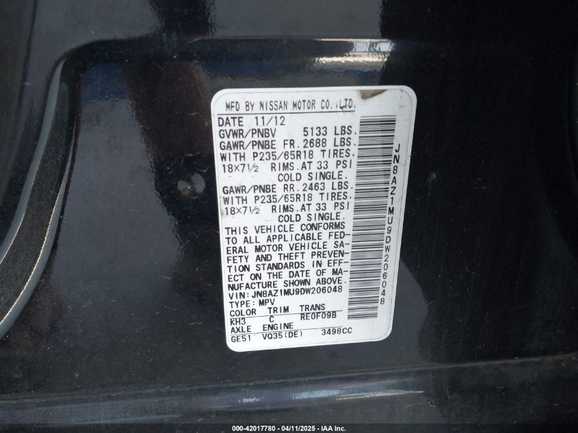 MFD BY NISSAN MOTOR CO.,LTD.
DATE 11/12
GVWR/PNBV 5133 LBS.
GAWR/PNBE FR. 2688 LBS.
WITH P235/65R18 TIRES.
18×7½ RIMS.AT 33 PSI
COLD SINGLE.
GAWR/PNBE RR. 2463 LBS.
WITH P235/65R18 TIRES.
18×7½ RIMS.AT 33 PSI
COLD SINGLE.
THIS VEHICLE CONFORMS
TO ALL APPLICABLE FED-
ERAL MOTOR VEHICLE SA-
FETY AND THEFT PREVEN-
TION STANDARDS IN EFF-
ECT ON THE DATE OF MA-
NUFACTURE SHOWN ABOVE.
VIN: JN8AZ1MU9DW206048
TYPE: MPV
COLOR TRIM TRANS
KH3 C RE0F09B
AXLE ENGINE
GE51 VQ35(DE) 3498CC
JN8AZ1MU9DW206048
000-42017780 - 04/11/2025 - IAA Inc.